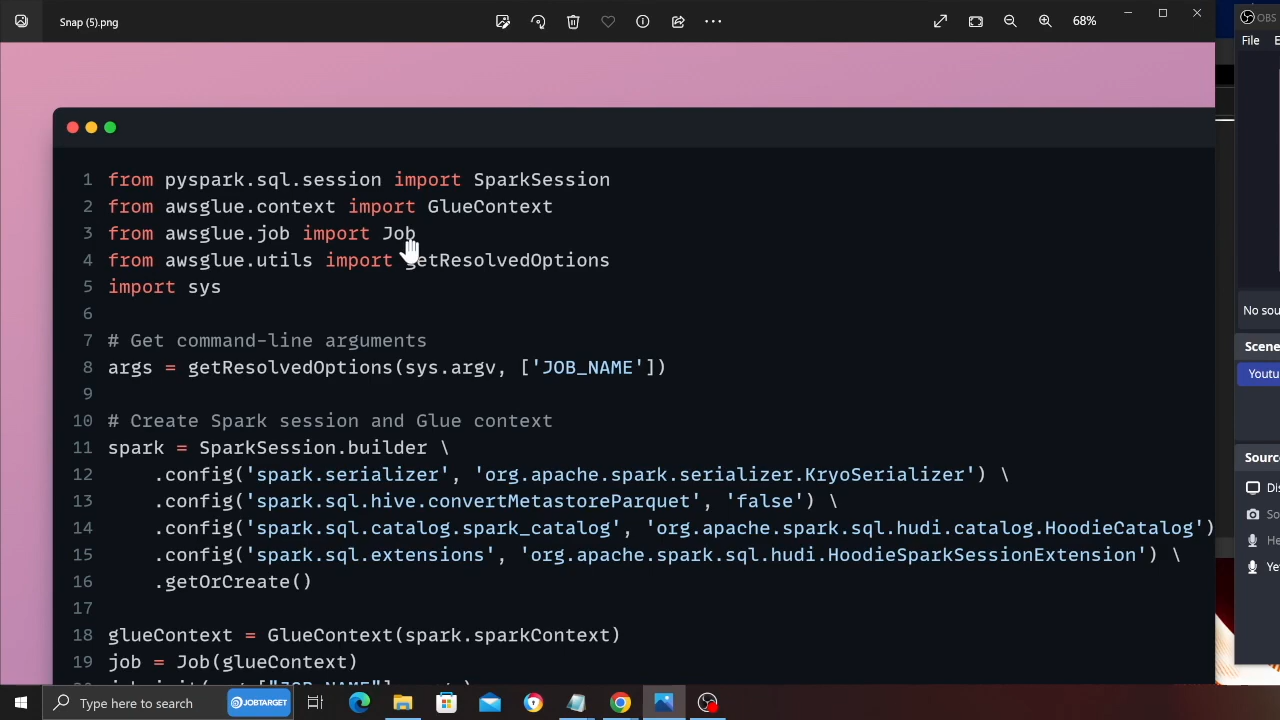 Snap (5).png
68%
OBS
File
1 from pyspark.sql.session import SparkSession
2 from awsglue.context import GlueContext
3 from awsglue.job import Job
4 from awsglue.utils import getResolvedOptions
5 import sys
6
7 # Get command-line arguments
8 args = getResolvedOptions(sys.argv, ['JOB_NAME'])
9
10 # Create Spark session and Glue context
11 spark = SparkSession.builder \
12 .config('spark.serializer', 'org.apache.spark.serializer.KryoSerializer') \
13 .config('spark.sql.hive.convertMetastoreParquet', 'false') \
14 .config('spark.sql.catalog.spark_catalog', 'org.apache.spark.sql.hudi.catalog.HoodieCatalog')
15 .config('spark.sql.extensions', 'org.apache.spark.sql.hudi.HoodieSparkSessionExtension') \
16 .getOrCreate()
17
18 glueContext = GlueContext(spark.sparkContext)
19 job = Job(glueContext)
No sou
Scene
Youtu
Sourc
Dis
So
He
Ye
Type here to search
JOBTARGET